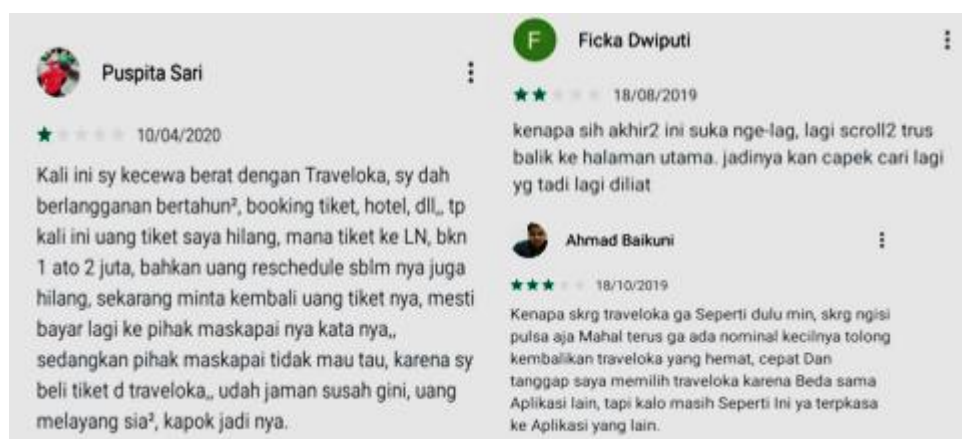 Puspita Sari
10/04/2020
Kali ini sy kecewa berat dengan Traveloka, sy dah
berlangganan bertahun², booking tiket, hotel, dll,, tp
kali ini uang tiket saya hilang, mana tiket ke LN, bkn
1 ato 2 juta, bahkan uang reschedule sblm nya juga
hilang, sekarang minta kembali uang tiket nya, mesti
bayar lagi ke pihak maskapai nya kata nya,,
sedangkan pihak maskapai tidak mau tau, karena sy
beli tiket d traveloka,, udah jaman susah gini, uang
melayang sia², kapok jadi nya.
F
Ficka Dwiputi
18/08/2019
kenapa sih akhir2 ini suka nge-lag, lagi scroll2 trus
balik ke halaman utama. jadinya kan capek cari lagi
yg tadi lagi diliat
Ahmad Baikuni
18/10/2019
Kenapa skrg traveloka ga Seperti dulu min, skrg ngisi
pulsa aja Mahal terus ga ada nominal kecilnya tolong
kembalikan traveloka yang hemat, cepat Dan
tanggap saya memilih traveloka karena Beda sama
Aplikasi lain, tapi kalo masih Seperti Ini ya terpkasa
ke Aplikasi yang lain.